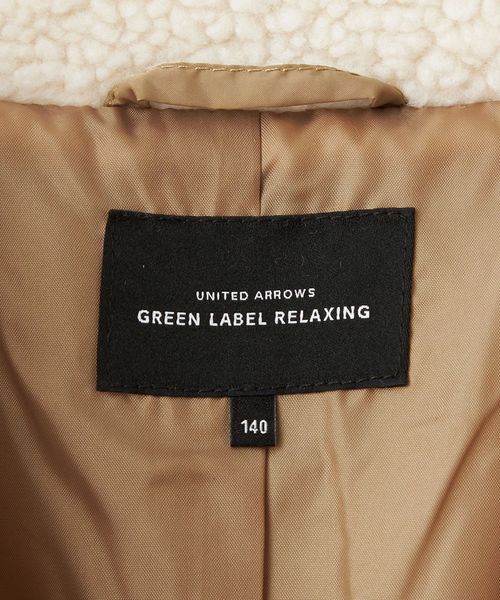 UNITED ARROWS
GREEN LABEL RELAXING
140